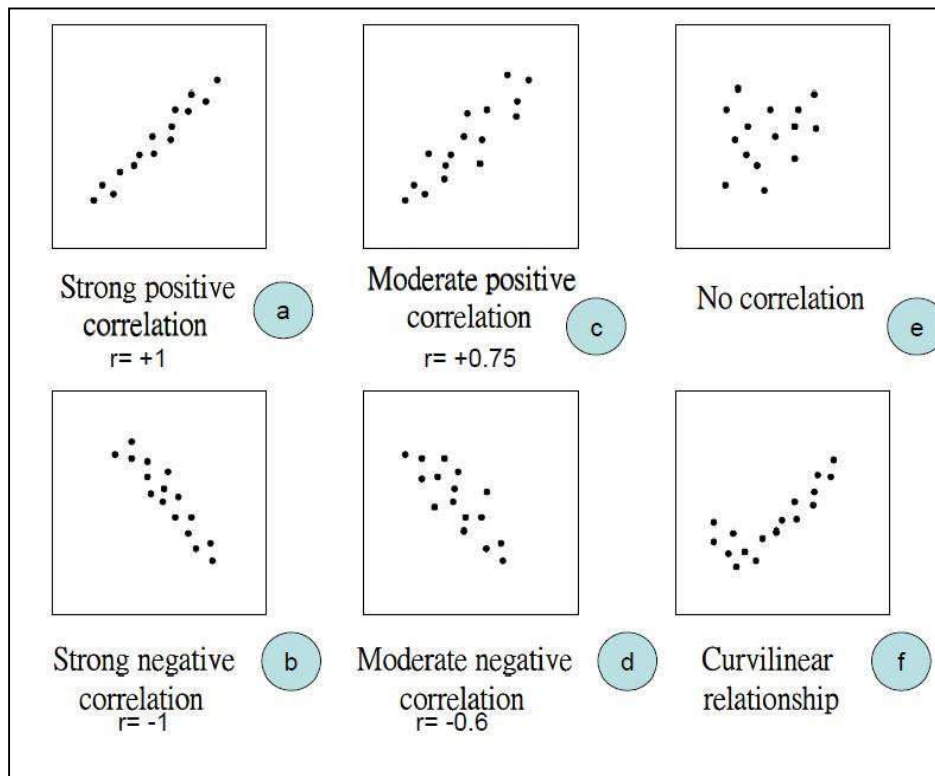 Strong positive
correlation
r= +1
a
Moderate positive
correlation
r= +0.75
c
No correlation
e
Strong negative
correlation
r= -1
b
Moderate negative
correlation
r= -0.6
d
Curvilinear
relationship
f